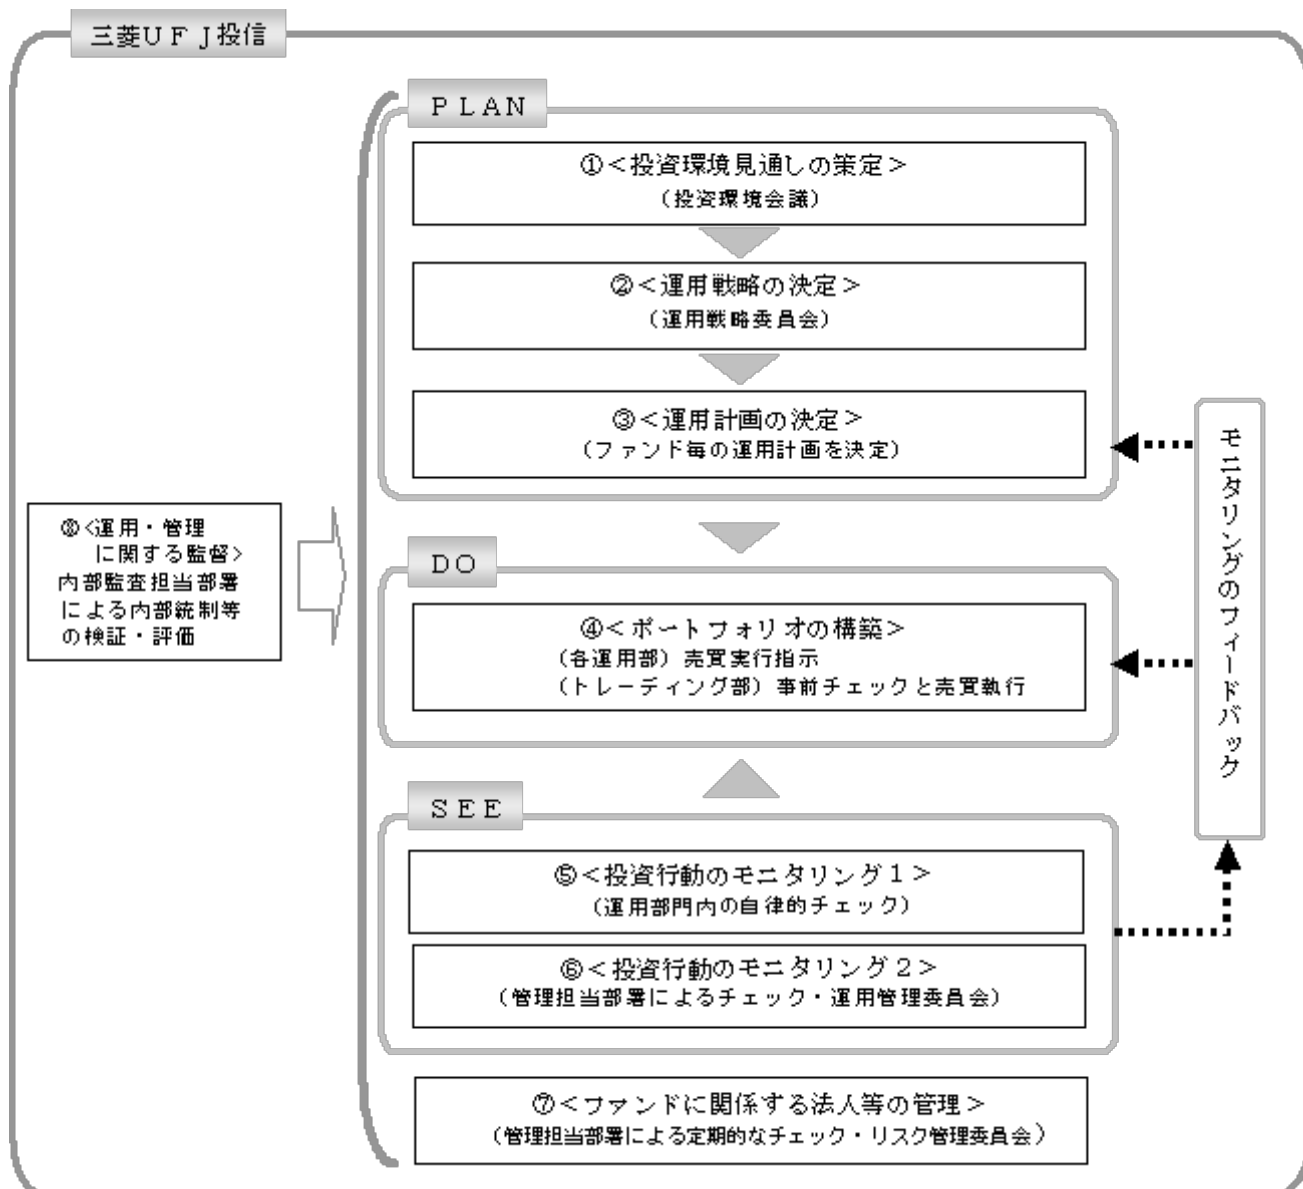 三菱UFJ投信
PLAN
①＜投資環境見通しの策定＞
（投資環境会議）
②＜運用戦略の決定＞
（運用戦略委員会）
③＜運用計画の決定＞
（ファンド毎の運用計画を決定）
⑧＜運用・管理
に関する監督＞
内部監査担当部署
による内部統制等
の検証・評価
DO
④＜ポートフォリオの構築＞
（各運用部）売買実行指示
（トレーディング部）事前チェックと売買執行
モニタリングのフィードバック
SEE
⑤＜投資行動のモニタリング１＞
（運用部門内の自律的チェック）
⑥＜投資行動のモニタリング２＞
（管理担当部署によるチェック・運用管理委員会）
⑦＜ファンドに関係する法人等の管理＞
（管理担当部署による定期的なチェック・リスク管理委員会）